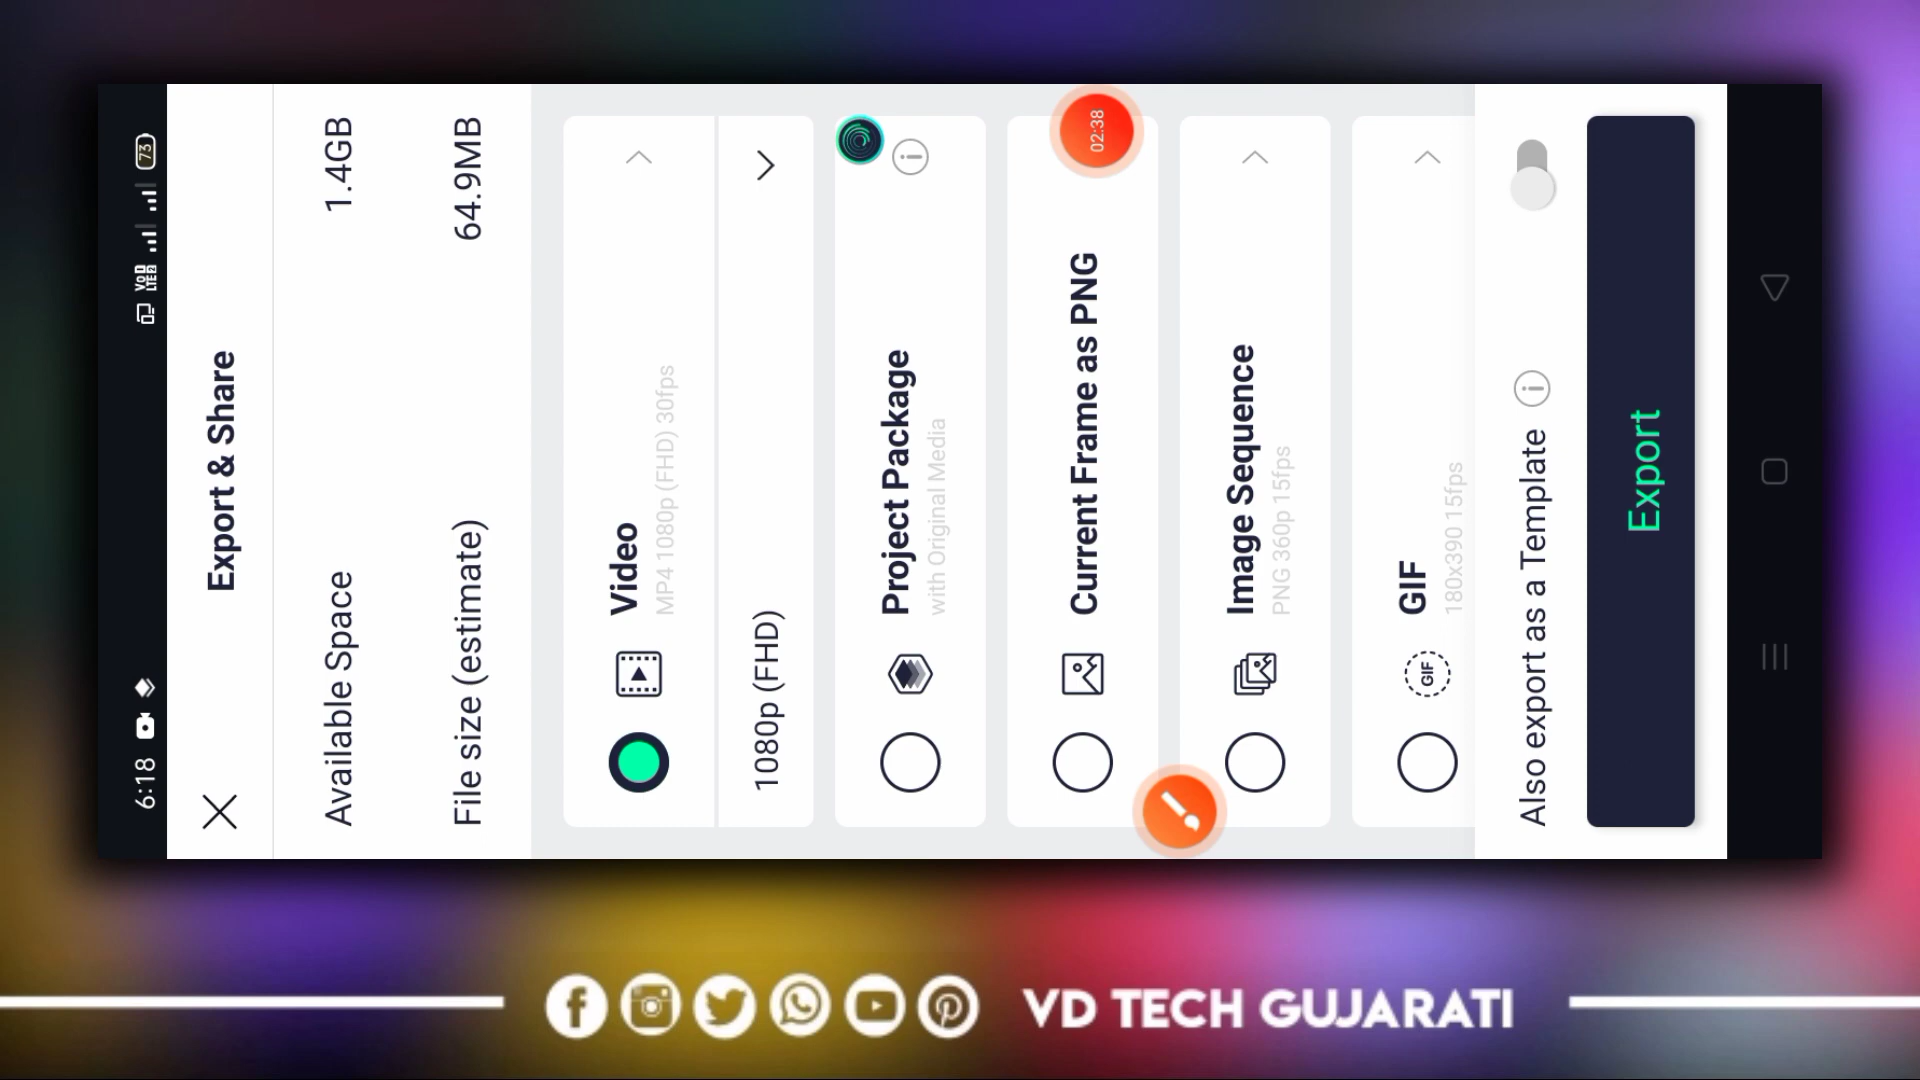 6:18
VoD
LTE2
73
Export & Share
Available Space 1.4GB
File size (estimate) 64.9MB
Video
MP4 1080p (FHD) 30fps
1080p (FHD)
Project Package
with Original Media
Current Frame as PNG
02:38
Image Sequence
PNG 360p 15fps
GIF
GIF
180x390 15fps
Also export as a Template
Export
VD TECH GUJARATI